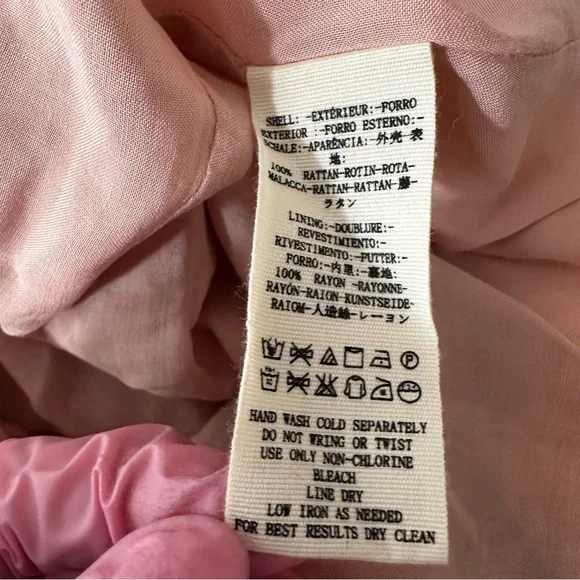 SHELL: -EXTÉRIEUR:-FORRO
EXTERIOR :-FORRO ESTERNO:-
SCHALE:-APARÊNCIA:-外壳 表
地:
100% RATTAN-ROTIN-ROTA-
MALACCA-RATTAN-RATTAN-藤-
ラタン
LINING:-DOUBLURE-
REVESTIMIENTO:-
RIVESTIMENTO:-PUTTER:-
FORRO:-内里:-裏地:
100% RAYON -RAYONNE-
RAYÓN-RAION-KUNSTSEIDE-
RAIOM-人造絲-レーヨン
HAND WASH COLD SEPARATELY
DO NOT WRING OR TWIST
USE ONLY NON-CHLORINE
BLEACH
LINE DRY
LOW IRON AS NEEDED
FOR BEST RESULTS DRY CLEAN